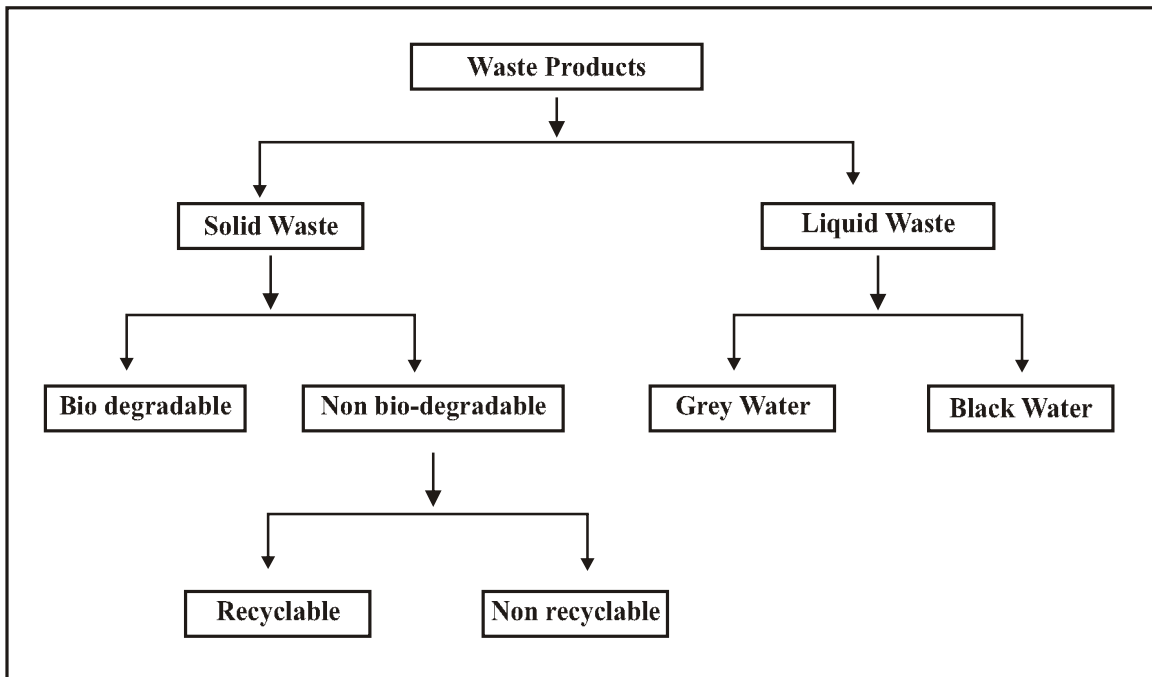 Waste Products
Solid Waste
Liquid Waste
Bio degradable
Non bio-degradable
Grey Water
Black Water
Recyclable
Non recyclable